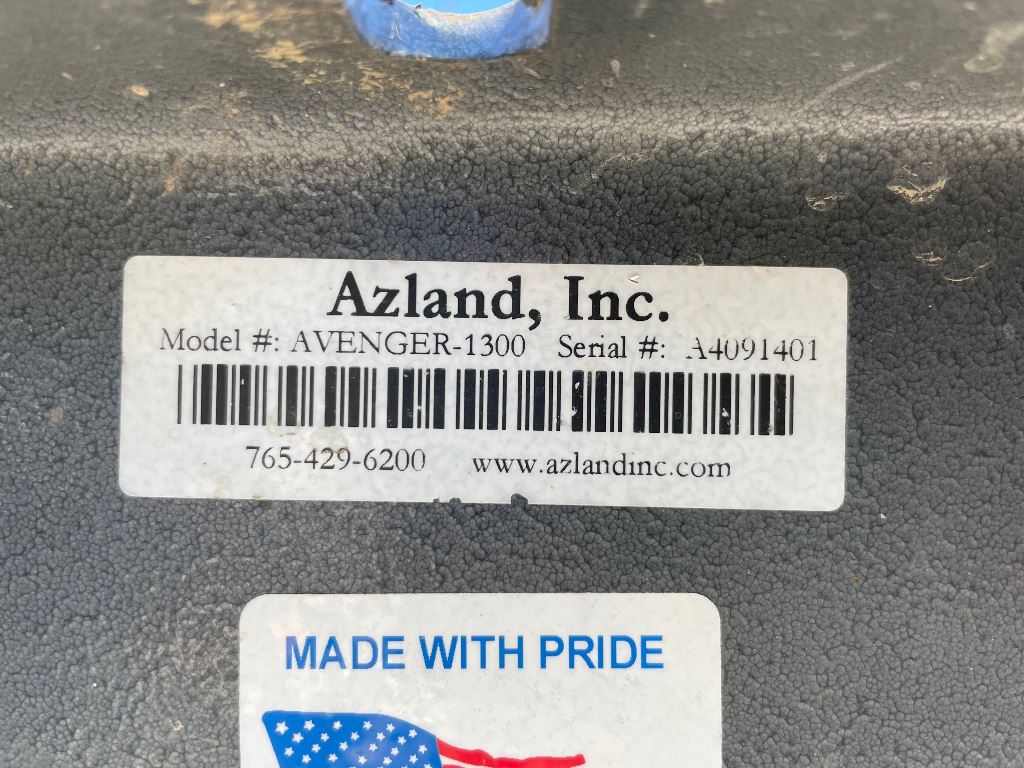 Azland, Inc.
Model #: AVENGER-1300 Serial #: A4091401
765-429-6200 www.azlandinc.com
MADE WITH PRIDE